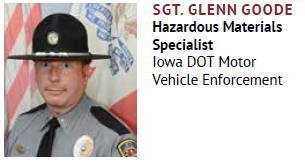 SGT. GLENN GOODE
Hazardous Materials
Specialist
Iowa DOT Motor
Vehicle Enforcement